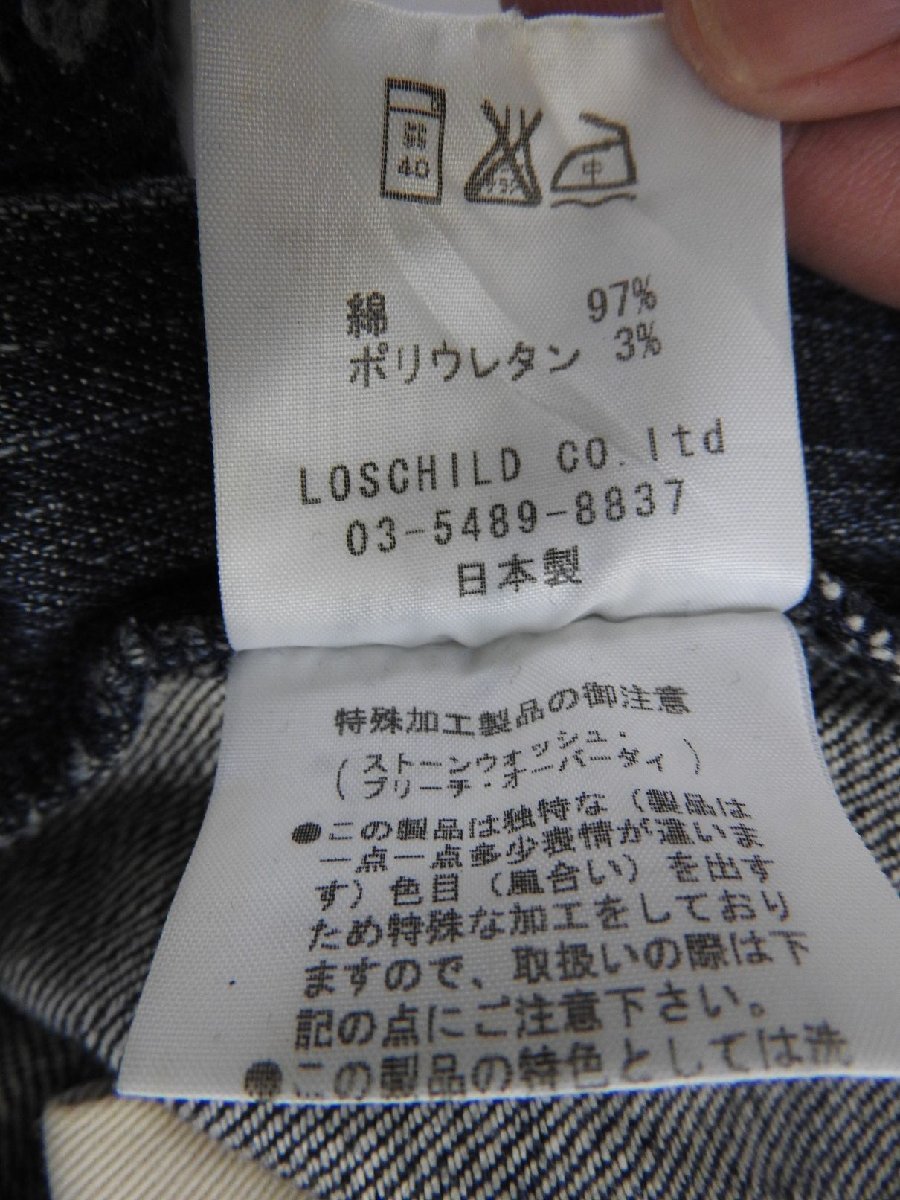 弱
40
エンソサラシ
中
綿 97%
ポリウレタン 3%
LOSCHILD CO.ltd
03-5489-8837
日本製
特殊加工製品の御注意
(ストーンウォッシュ・
ブリーチ・オーバーダイ)
●この製品は独特な(製品は
一点一点多少表情が違いま
す)色目(風合い)を出す
ため特殊な加工をしており
ますので、取扱いの際は下
記の点にご注意下さい。
●この製品の特色としては洗